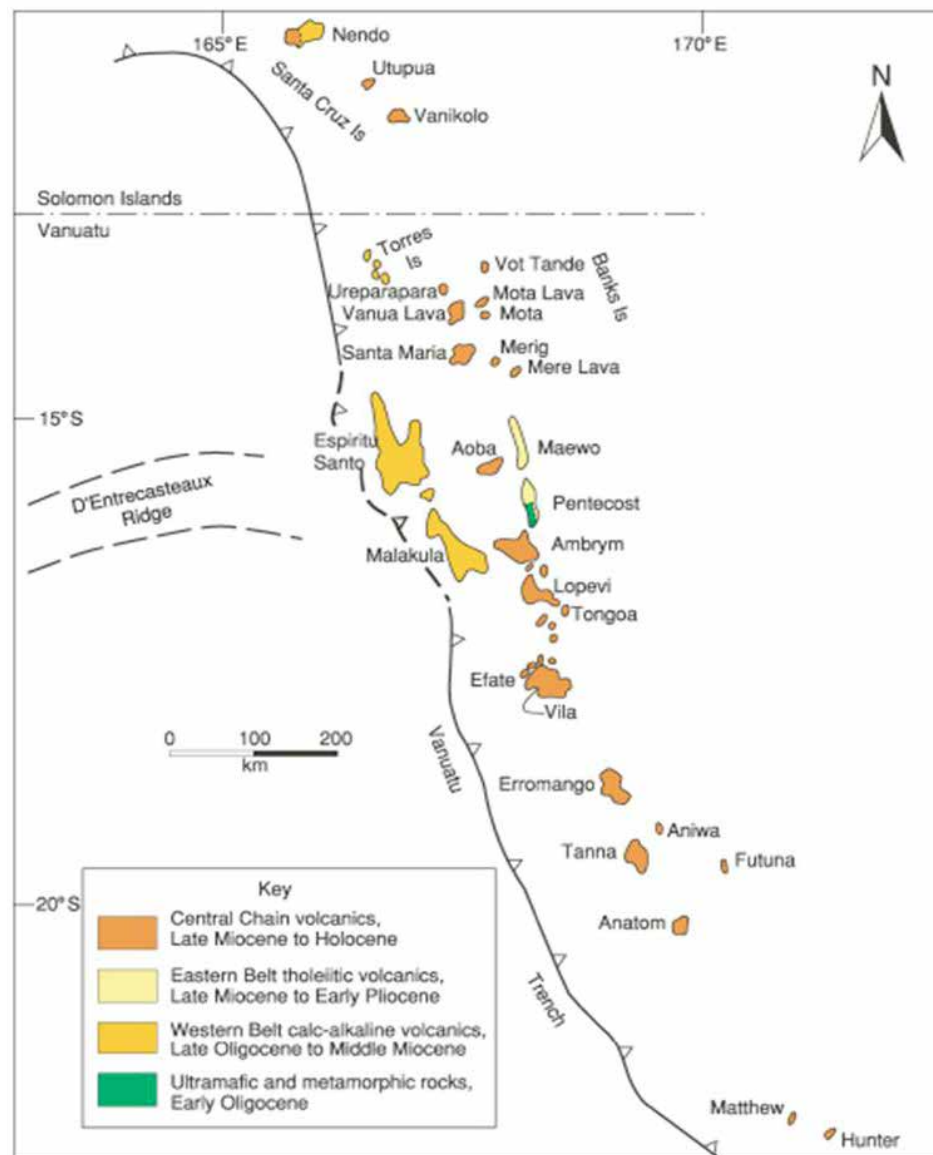 165°E
170°E
Nendo
Utupua
Santa Cruz Is
Vanikolo
N
Solomon Islands
Vanuatu
Torres
Is
Vot Tande
Banks Is
Ureparapara
Mota Lava
Vanua Lava
Mota
Santa Maria
Merig
Mere Lava
15°S
Espiritu
Santo
Aoba
Maewo
D'Entrecasteaux
Ridge
Pentecost
Malakula
Ambrym
Lopevi
Tongoa
Efate
Vila
0 100 200
km
Vanuatu
Erromango
Aniwa
Tanna
Futuna
20°S
Anatom
Key
Central Chain volcanics,
Late Miocene to Holocene
Eastern Belt tholeiitic volcanics,
Late Miocene to Early Pliocene
Western Belt calc-alkaline volcanics,
Late Oligocene to Middle Miocene
Ultramafic and metamorphic rocks,
Early Oligocene
Trench
Matthew
Hunter
170°